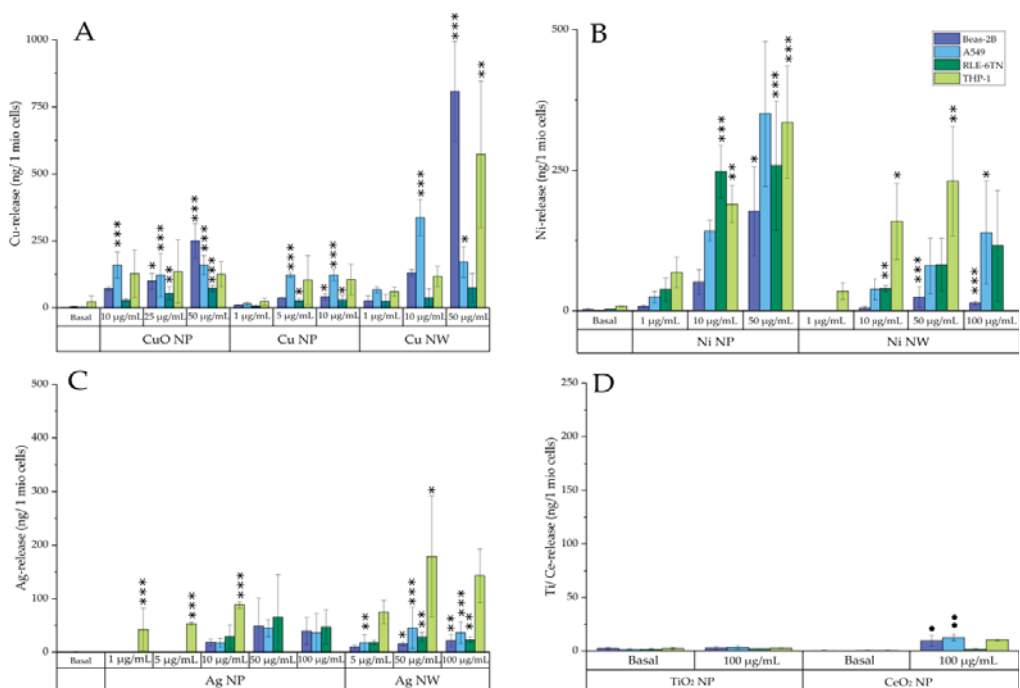 A
Cu-release (ng/ 1 mio cells)
1000
750
500
250
0
*** ** *** *** *** *** * *** ** *** *** * *** * * *** *** ** *
Basal 10 µg/mL 25 µg/mL 50 µg/mL 1 µg/mL 5 µg/mL 10 µg/mL 1 µg/mL 10 µg/mL 50 µg/mL
CuO NP Cu NP Cu NW
B
Beas-2B
A549
RLE-6TN
THP-1
Ni-release (ng/1 mio cells)
500
250
0
*** ** * *** *** ** * *** ** *** *
Basal 1 µg/mL 10 µg/mL 50 µg/mL 1 µg/mL 10 µg/mL 50 µg/mL 100 µg/mL
Ni NP Ni NW
C
Ag-release (ng/1 mio cells)
500
400
300
200
100
0
*** *** *** ** * *** ** * ** *** **
Basal 1 µg/mL 5 µg/mL 10 µg/mL 50 µg/mL 100 µg/mL 5 µg/mL 50 µg/mL 100 µg/mL
Ag NP Ag NW
D
Ti/ Ce-release (ng/1 mio cells)
250
200
150
100
50
0
• ••
Basal 100 µg/mL Basal 100 µg/mL
TiO₂ NP CeO₂ NP